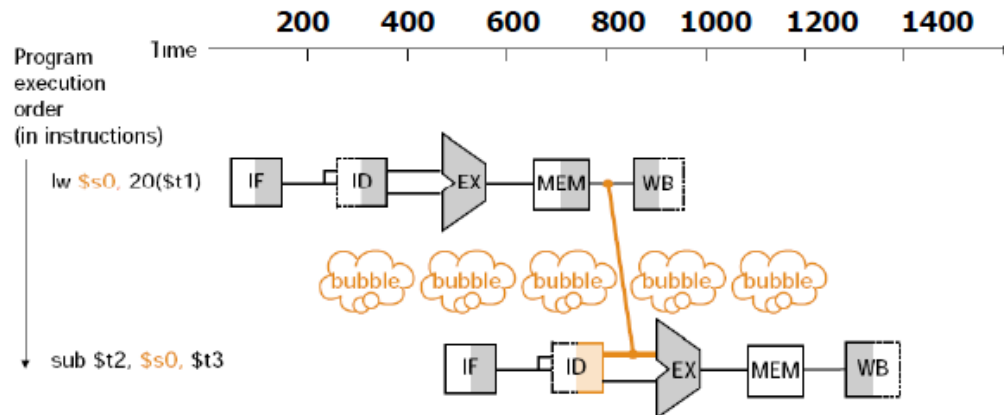 200 400 600 800 1000 1200 1400
Time
Program
execution
order
(in instructions)
lw $s0, 20($t1)
IF ID EX MEM WB
bubble bubble bubble bubble bubble
sub $t2, $s0, $t3
IF ID EX MEM WB